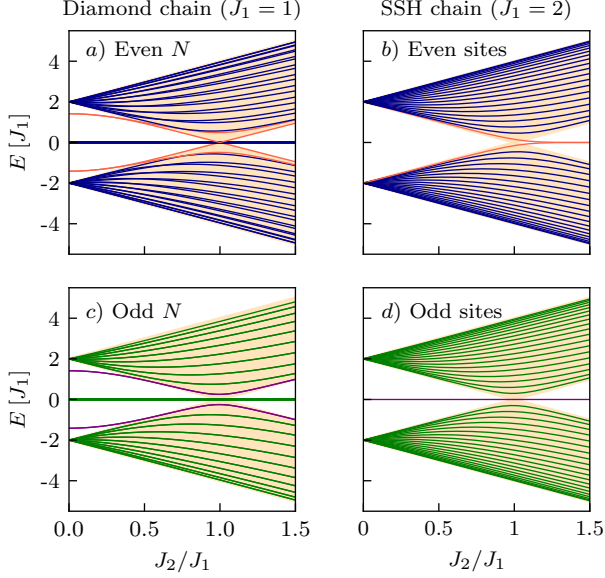 Diamond chain (J₁ = 1) SSH chain (J₁ = 2)
a) Even N b) Even sites
4
2
0
-2
-4
E [J₁]
c) Odd N d) Odd sites
4
2
0
-2
-4
E [J₁]
0.0 0.5 1.0 1.5 0 0.5 1 1.5
J₂/J₁ J₂/J₁